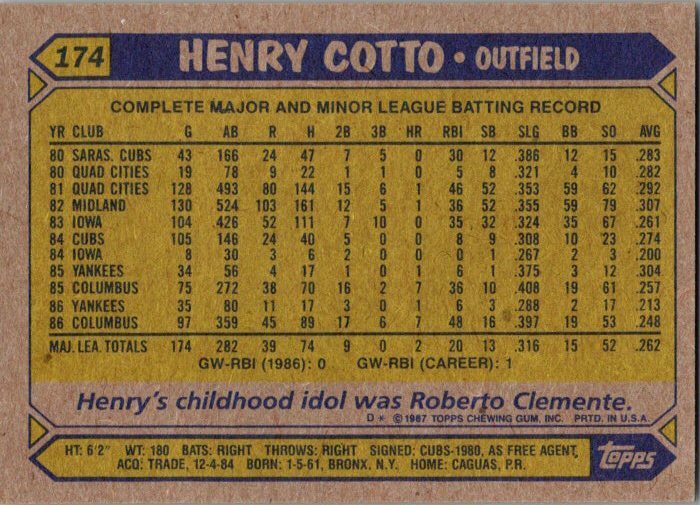 174 HENRY COTTO • OUTFIELD
COMPLETE MAJOR AND MINOR LEAGUE BATTING RECORD
YR CLUB G AB R H 2B 3B HR RBI SB SLG BB SO AVG
80 SARAS. CUBS 43 166 24 47 7 5 0 30 12 .386 12 15 .283
80 QUAD CITIES 19 78 9 22 1 1 0 5 8 .321 4 10 .282
81 QUAD CITIES 128 493 80 144 15 6 1 46 52 .353 59 62 .292
82 MIDLAND 130 524 103 161 12 5 1 36 52 .355 59 79 .307
83 IOWA 104 .426 52 111 7 10 0 35 32 .324 35 67 .261
84 CUBS 105 146 24 40 5 0 0 8 9 .308 10 23 .274
84 IOWA 8 30 3 6 2 0 0 0 1 .267 2 3 .200
85 YANKEES 34 56 4 17 1 0 1 6 1 .375 3 12 .304
85 COLUMBUS 75 272 38 70 16 2 7 36 10 .408 19 61 .257
86 YANKEES 35 80 11 17 3 0 1 6 3 .288 2 17 .213
86 COLUMBUS 97 359 45 89 17 6 7 48 16 .397 19 53 .248
MAJ. LEA. TOTALS 174 282 39 74 9 0 2 20 13 .316 15 52 .262
GW-RBI (1986): 0 GW-RBI (CAREER): 1
Henry's childhood idol was Roberto Clemente.
D* ©1987 TOPPS CHEWING GUM, INC. PRTD. IN U.S.A.
HT: 6'2" WT: 180 BATS: RIGHT THROWS: RIGHT SIGNED: CUBS-1980, AS FREE AGENT
ACQ: TRADE, 12-4-84 BORN: 1-5-61, BRONX, N.Y. HOME: CAGUAS, P.R.
TOPPS